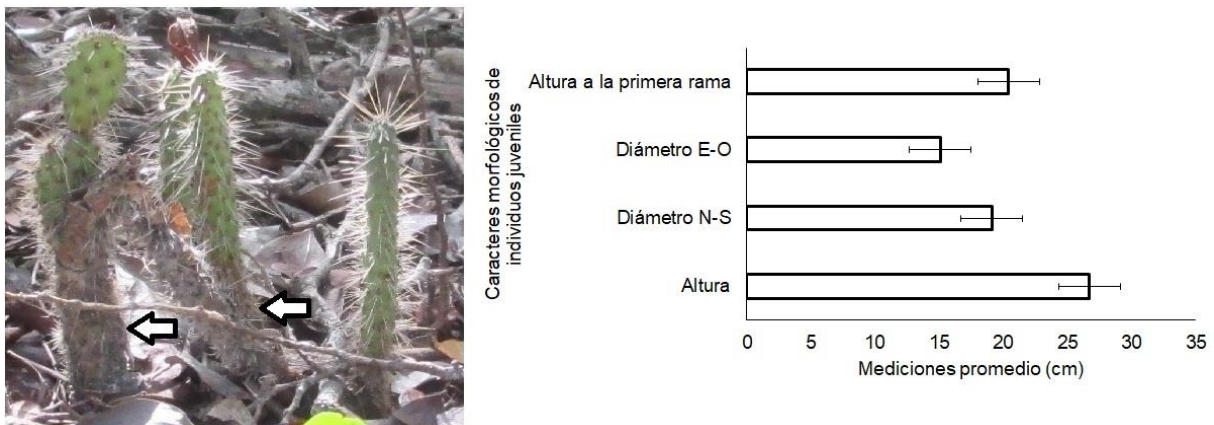 Caracteres morfológicos de
individuos juveniles
Altura a la primera rama
Diámetro E-O
Diámetro N-S
Altura
0 5 10 15 20 25 30 35
Mediciones promedio (cm)